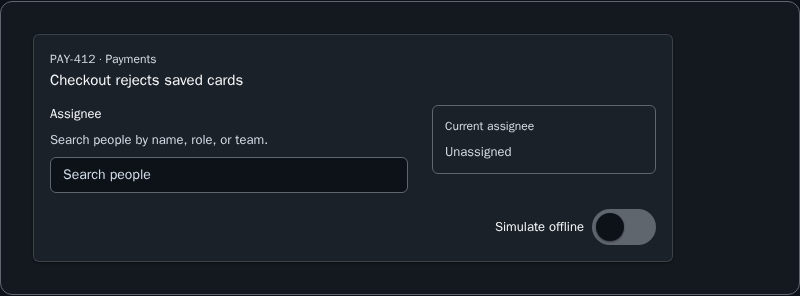 PAY-412 · Payments
Checkout rejects saved cards
Assignee
Search people by name, role, or team.
Search people
Current assignee
Unassigned
Simulate offline